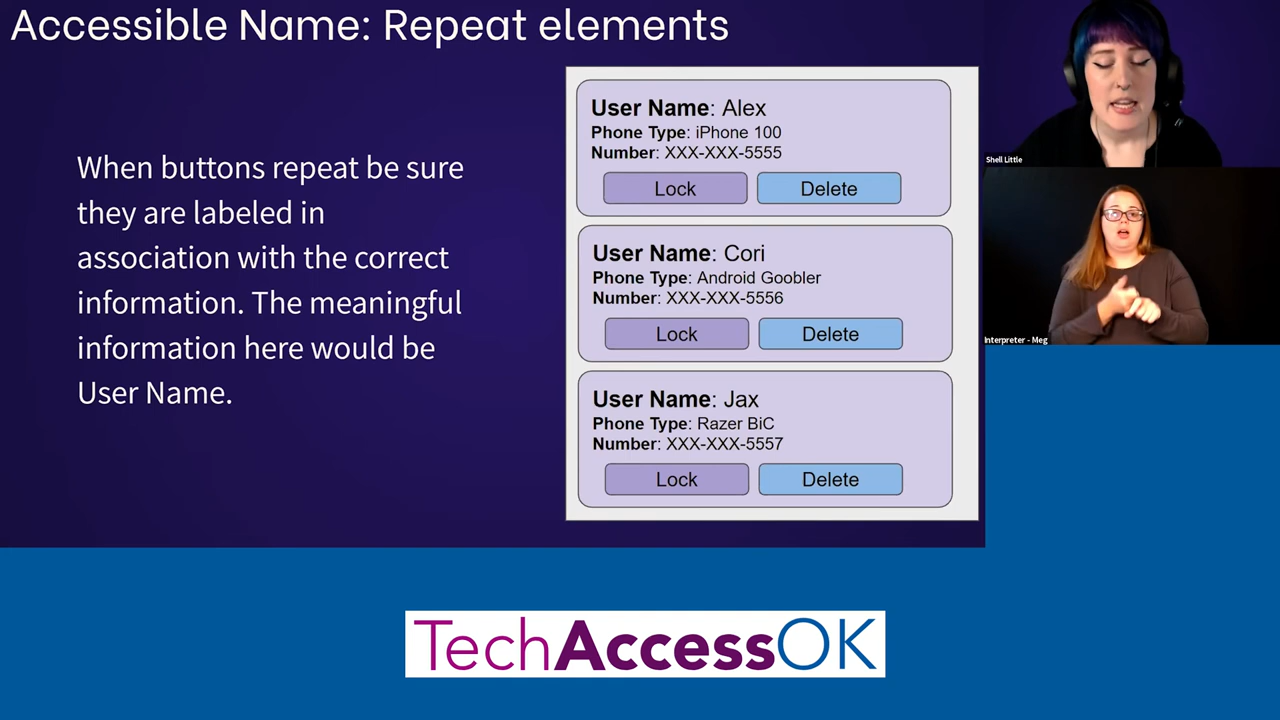 Accessible Name: Repeat elements
When buttons repeat be sure
they are labeled in
association with the correct
information. The meaningful
information here would be
User Name.
User Name: Alex
Phone Type: iPhone 100
Number: XXX-XXX-5555
Lock Delete
User Name: Cori
Phone Type: Android Goobler
Number: XXX-XXX-5556
Lock Delete
User Name: Jax
Phone Type: Razer BiC
Number: XXX-XXX-5557
Lock Delete
Shell Little
Interpreter - Meg
TechAccessOK